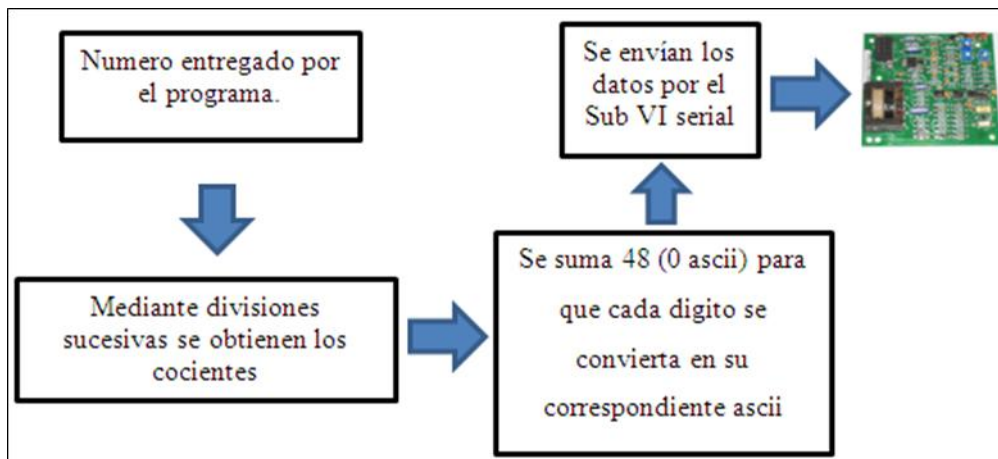 Numero entregado por
el programa.
Mediante divisiones
sucesivas se obtienen los
cocientes
Se suma 48 (0 ascii) para
que cada digito se
convierta en su
correspondiente ascii
Se envían los
datos por el
Sub VI serial